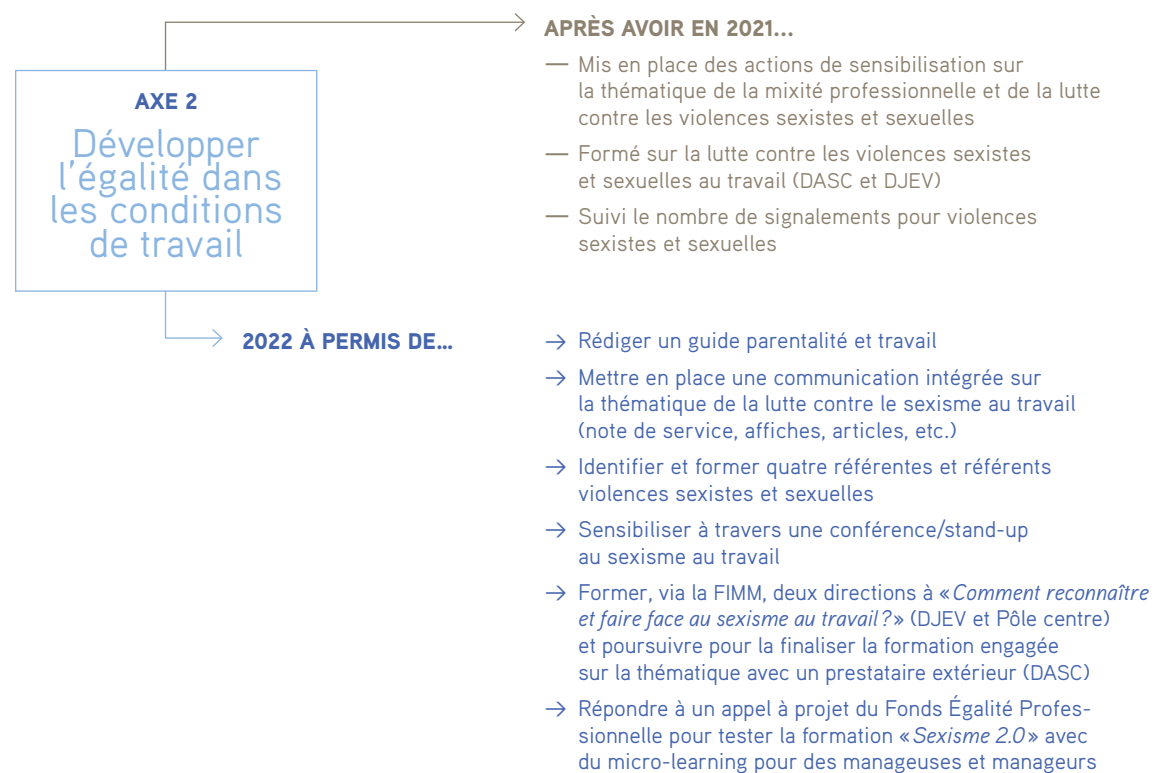 APRÈS AVOIR EN 2021...
— Mis en place des actions de sensibilisation sur
la thématique de la mixité professionnelle et de la lutte
contre les violences sexistes et sexuelles
— Formé sur la lutte contre les violences sexistes
et sexuelles au travail (DASC et DJEV)
— Suivi le nombre de signalements pour violences
sexistes et sexuelles
AXE 2
Développer
l'égalité dans
les conditions
de travail
2022 À PERMIS DE...
→ Rédiger un guide parentalité et travail
→ Mettre en place une communication intégrée sur
la thématique de la lutte contre le sexisme au travail
(note de service, affiches, articles, etc.)
→ Identifier et former quatre référentes et référents
violences sexistes et sexuelles
→ Sensibiliser à travers une conférence/stand-up
au sexisme au travail
→ Former, via la FIMM, deux directions à «Comment reconnaître
et faire face au sexisme au travail?» (DJEV et Pôle centre)
et poursuivre pour la finaliser la formation engagée
sur la thématique avec un prestataire extérieur (DASC)
→ Répondre à un appel à projet du Fonds Égalité Profes-
sionnelle pour tester la formation «Sexisme 2.0» avec
du micro-learning pour des manageuses et manageurs